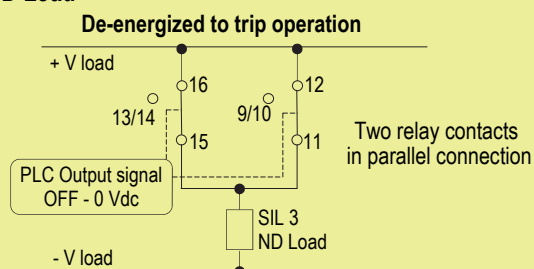 De-energized to trip operation
+ V load
16
12
13/14
9/10
15
11
Two relay contacts
in parallel connection
PLC Output signal
OFF - 0 Vdc
SIL 3
ND Load
- V load